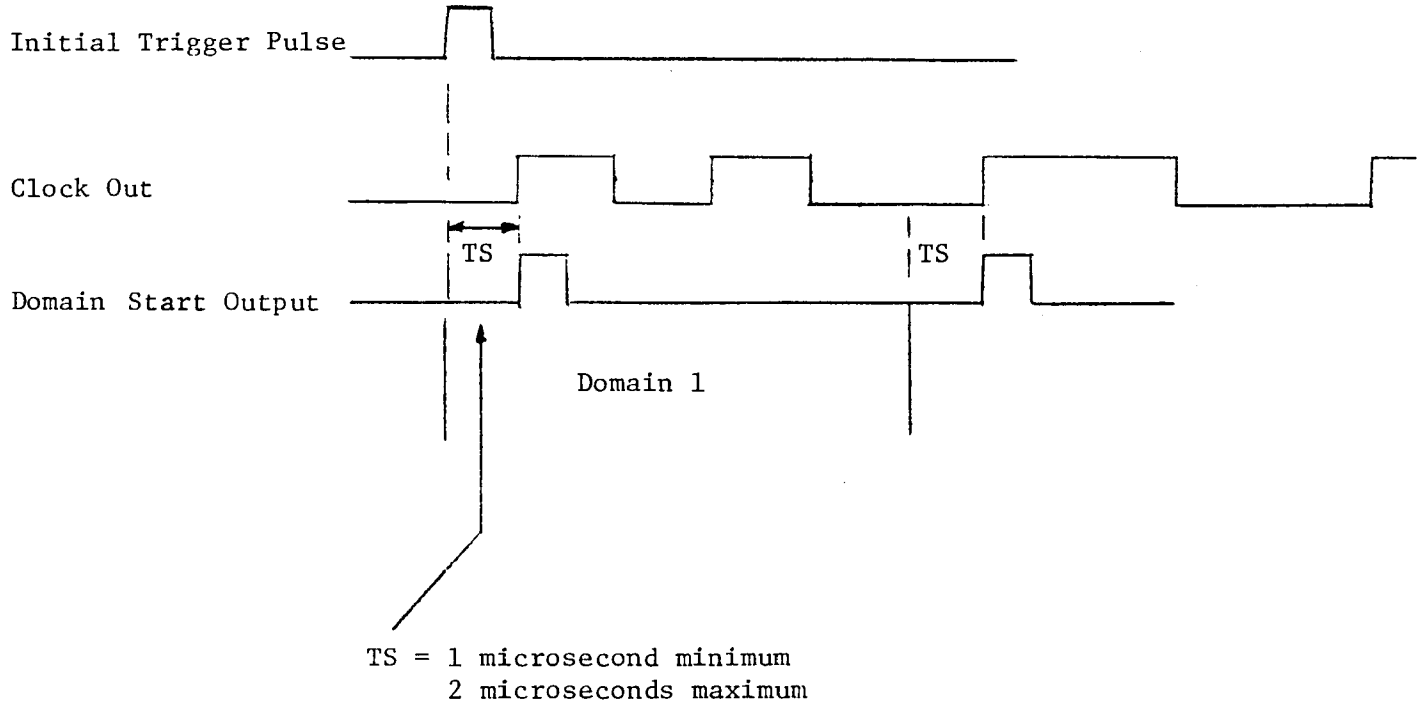 Initial Trigger Pulse
Clock Out
TS
TS
Domain Start Output
Domain 1
TS = 1 microsecond minimum
2 microseconds maximum